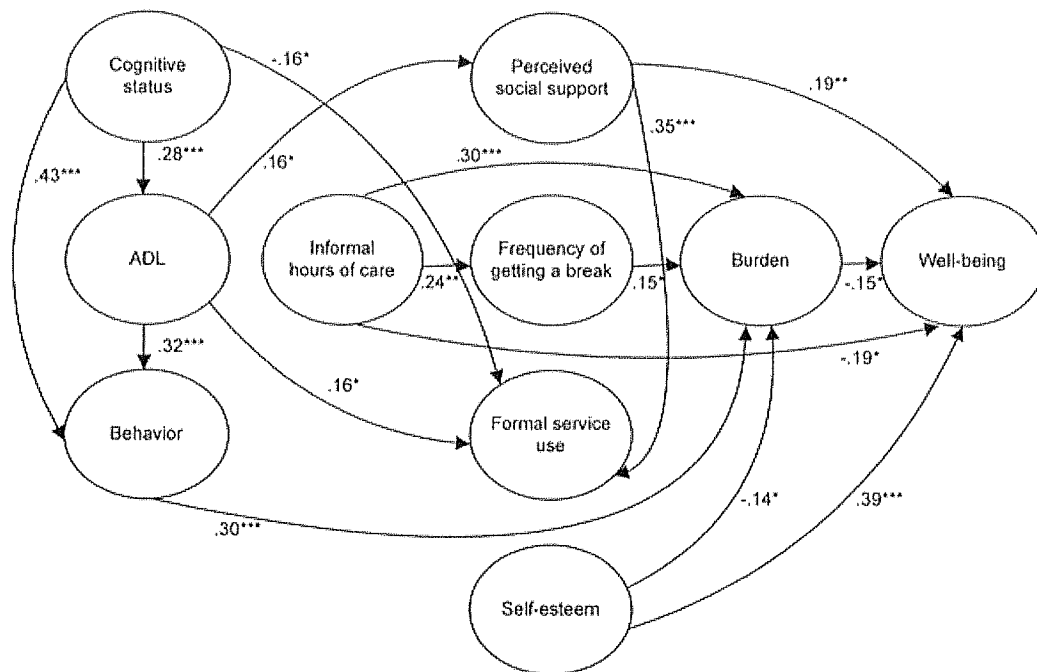 Cognitive
status
-.16*
Perceived
social support
.19**
.35***
.28***
.43***
.16*
.30***
ADL
Informal
hours of care
Frequency of
getting a break
Burden
Well-being
.24**
.15*
-.15*
.32***
-.19*
.16*
Behavior
Formal service
use
-.14*
.39***
.30***
Self-esteem